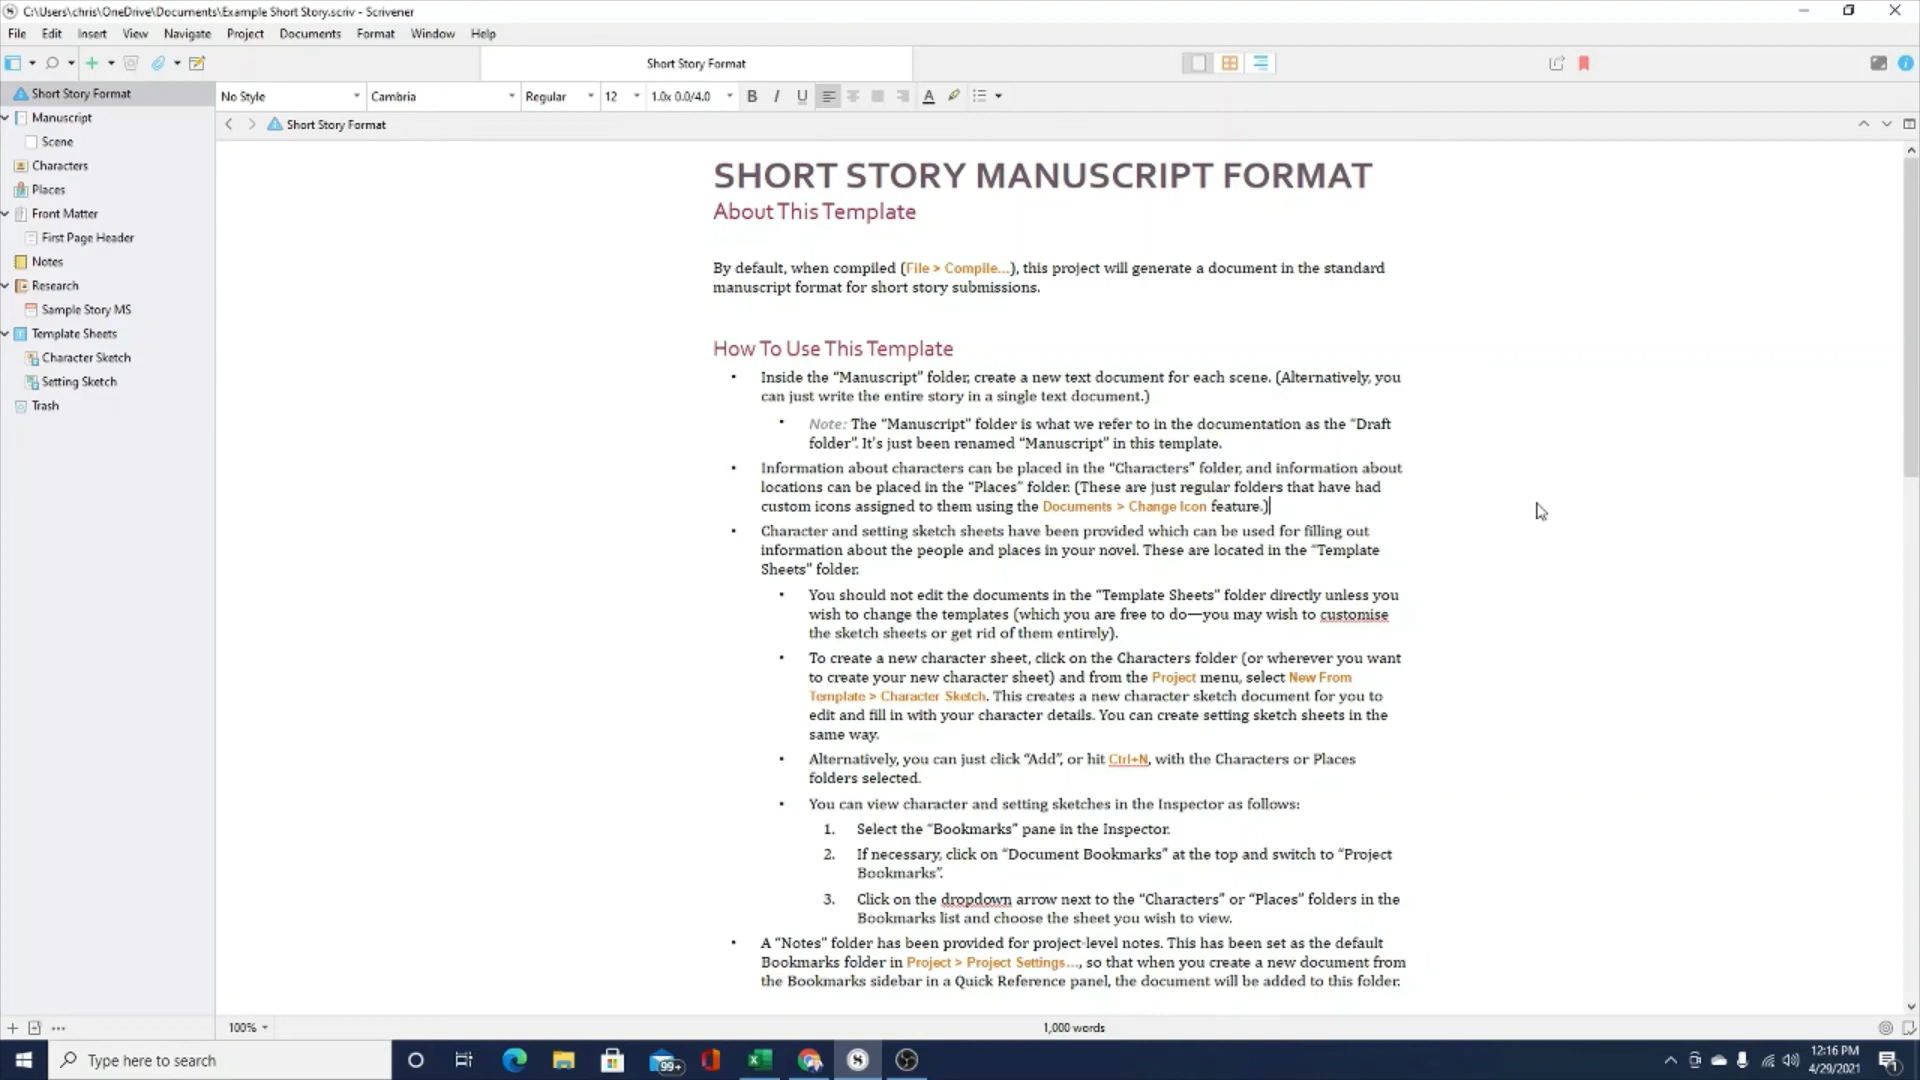 C:\Users\chris\OneDrive\Documents\Example Short Story.scriv - Scrivener
File Edit Insert View Navigate Project Documents Format Window Help
Short Story Format
Short Story Format
No Style Cambria Regular 12 1.0x 0.0/4.0 B I U A
Manuscript
Short Story Format
Scene
Characters
Places
Front Matter
First Page Header
Notes
Research
Sample Story MS
Template Sheets
Character Sketch
Setting Sketch
Trash
SHORT STORY MANUSCRIPT FORMAT
About This Template
By default, when compiled (File > Compile...), this project will generate a document in the standard
manuscript format for short story submissions.
How To Use This Template
• Inside the “Manuscript” folder, create a new text document for each scene. (Alternatively, you
can just write the entire story in a single text document.)
• Note: The “Manuscript” folder is what we refer to in the documentation as the “Draft
folder”. It’s just been renamed “Manuscript” in this template.
• Information about characters can be placed in the “Characters” folder, and information about
locations can be placed in the “Places” folder. (These are just regular folders that have had
custom icons assigned to them using the Documents > Change Icon feature.)
• Character and setting sketch sheets have been provided which can be used for filling out
information about the people and places in your novel. These are located in the “Template
Sheets” folder.
• You should not edit the documents in the “Template Sheets” folder directly unless you
wish to change the templates (which you are free to do—you may wish to customise
the sketch sheets or get rid of them entirely).
• To create a new character sheet, click on the Characters folder (or wherever you want
to create your new character sheet) and from the Project menu, select New From
Template > Character Sketch. This creates a new character sketch document for you to
edit and fill in with your character details. You can create setting sketch sheets in the
same way.
• Alternatively, you can just click “Add”, or hit Ctrl+N, with the Characters or Places
folders selected.
• You can view character and setting sketches in the Inspector as follows:
1. Select the “Bookmarks” pane in the Inspector.
2. If necessary, click on “Document Bookmarks” at the top and switch to “Project
Bookmarks”.
3. Click on the dropdown arrow next to the “Characters” or “Places” folders in the
Bookmarks list and choose the sheet you wish to view.
• A “Notes” folder has been provided for project-level notes. This has been set as the default
Bookmarks folder in Project > Project Settings..., so that when you create a new document from
the Bookmarks sidebar in a Quick Reference panel, the document will be added to this folder.
100% 1,000 words
Type here to search
99+
12:16 PM
4/29/2021
1